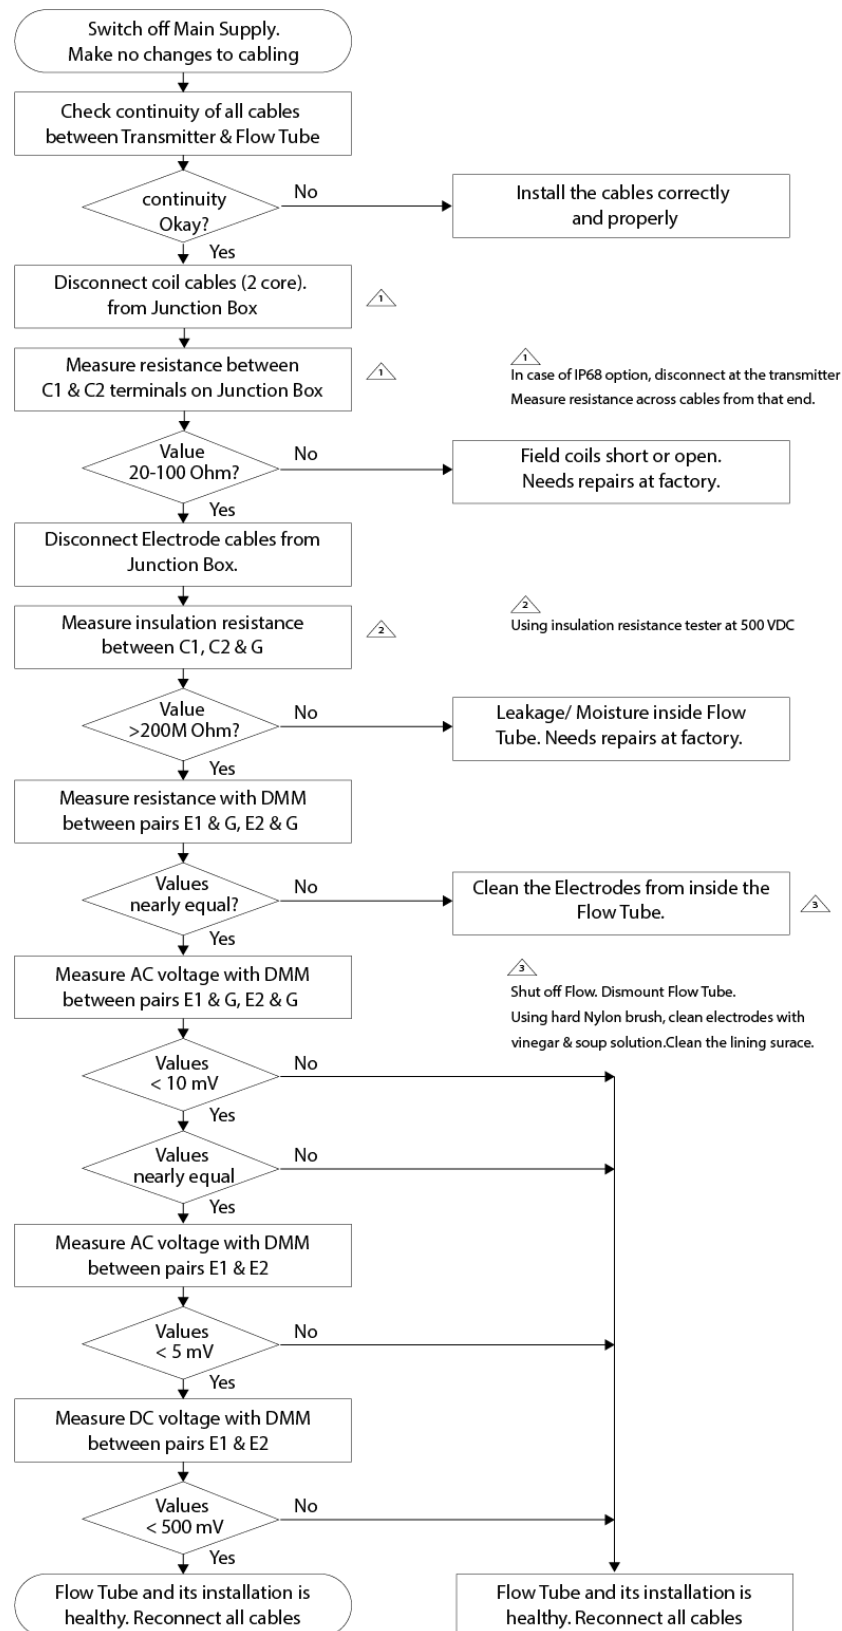 Switch off Main Supply.
Make no changes to cabling
Check continuity of all cables
between Transmitter & Flow Tube
continuity
Okay?
No
Install the cables correctly
and properly
Yes
Disconnect coil cables (2 core).
from Junction Box
1
Measure resistance between
C1 & C2 terminals on Junction Box
1
1
In case of IP68 option, disconnect at the transmitter
Measure resistance across cables from that end.
Value
20-100 Ohm?
No
Field coils short or open.
Needs repairs at factory.
Yes
Disconnect Electrode cables from
Junction Box.
Measure insulation resistance
between C1, C2 & G
2
2
Using insulation resistance tester at 500 VDC
Value
>200M Ohm?
No
Leakage/ Moisture inside Flow
Tube. Needs repairs at factory.
Yes
Measure resistance with DMM
between pairs E1 & G, E2 & G
Values
nearly equal?
No
Clean the Electrodes from inside the
Flow Tube.
3
Yes
Measure AC voltage with DMM
between pairs E1 & G, E2 & G
3
Shut off Flow. Dismount Flow Tube.
Using hard Nylon brush, clean electrodes with
vinegar & soup solution.Clean the lining surace.
Values
< 10 mV
No
Yes
Values
nearly equal
No
Yes
Measure AC voltage with DMM
between pairs E1 & E2
Values
< 5 mV
No
Yes
Measure DC voltage with DMM
between pairs E1 & E2
Values
< 500 mV
No
Yes
Flow Tube and its installation is
healthy. Reconnect all cables
Flow Tube and its installation is
healthy. Reconnect all cables